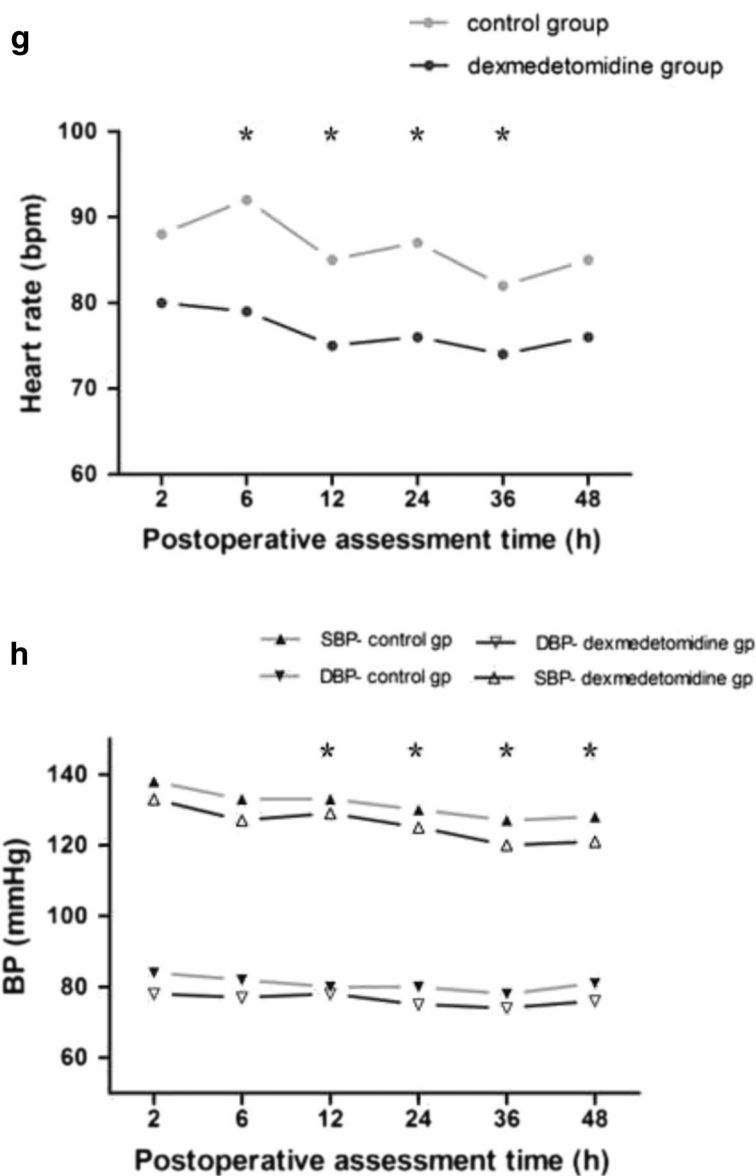 g
control group
dexmedetomidine group
* * * *
100
90
80
70
60
Heart rate (bpm)
2 6 12 24 36 48
Postoperative assessment time (h)
h
SBP- control gp DBP- dexmedetomidine gp
DBP- control gp SBP- dexmedetomidine gp
* * * *
140
120
100
80
60
BP (mmHg)
2 6 12 24 36 48
Postoperative assessment time (h)